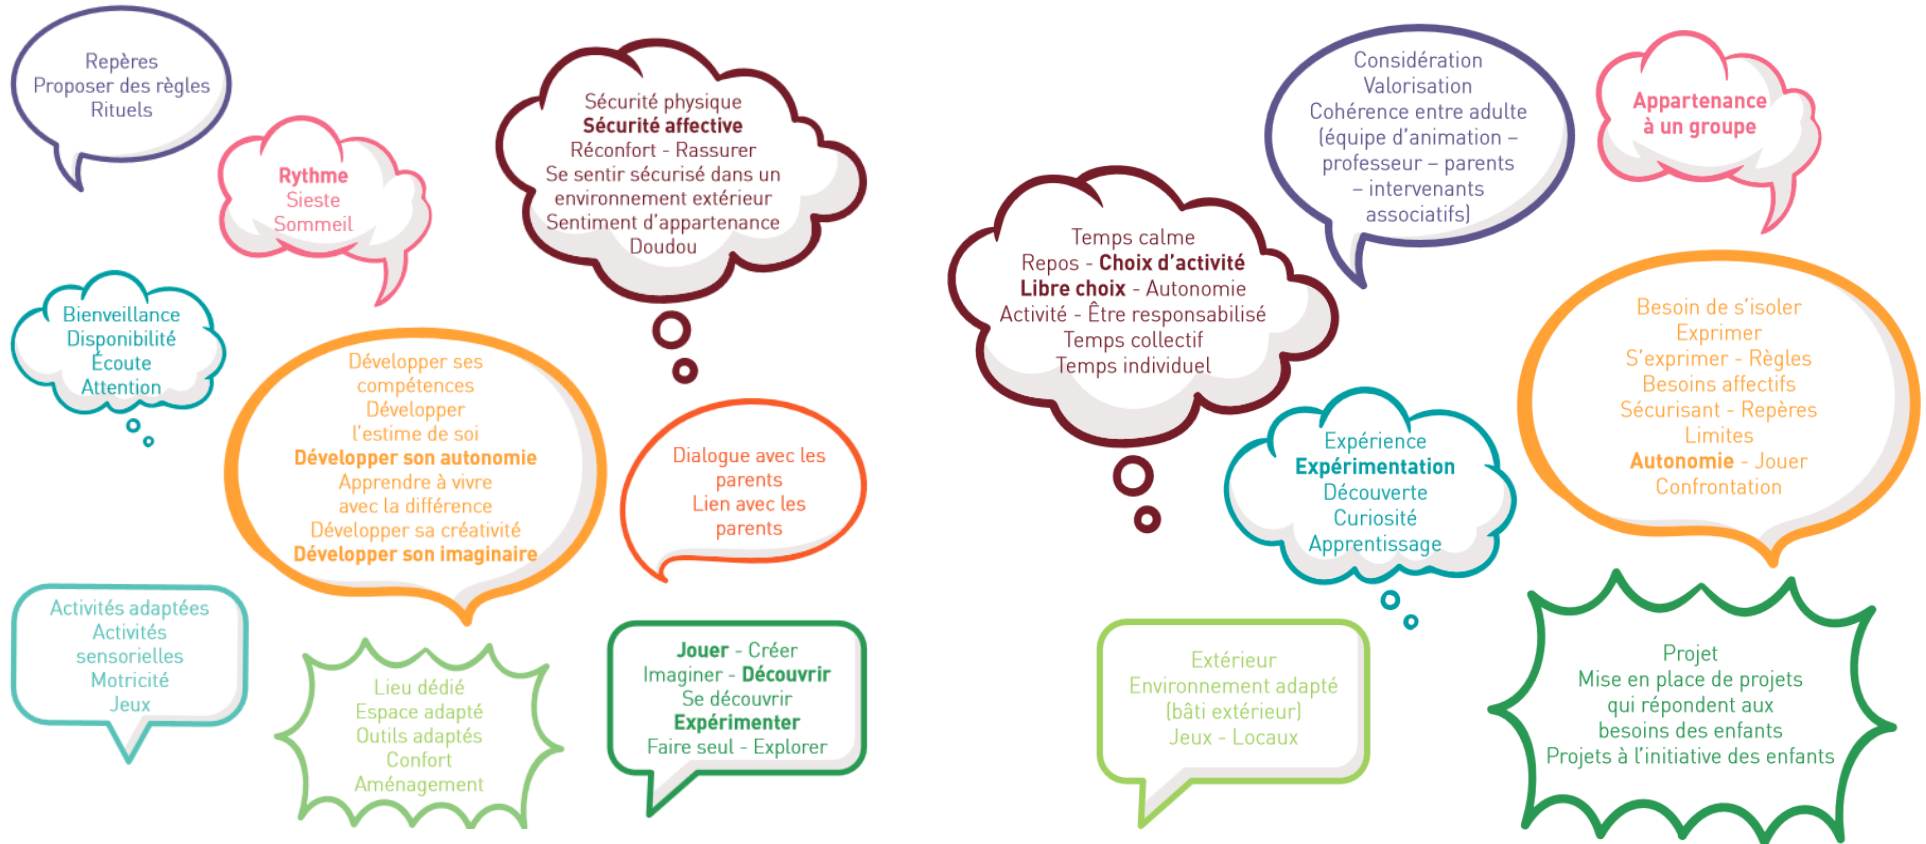 Repères
Proposer des règles
Rituels
Rythme
Sieste
Sommeil
Sécurité physique
Sécurité affective
Réconfort - Rassurer
Se sentir sécurisé dans un
environnement extérieur
Sentiment d'appartenance
Doudou
Bienveillance
Disponibilité
Écoute
Attention
Développer ses
compétences
Développer
l'estime de soi
Développer son autonomie
Apprendre à vivre
avec la différence
Développer sa créativité
Développer son imaginaire
Dialogue avec les
parents
Lien avec les
parents
Activités adaptées
Activités
sensorielles
Motricité
Jeux
Lieu dédié
Espace adapté
Outils adaptés
Confort
Aménagement
Jouer - Créer
Imaginer - Découvrir
Se découvrir
Expérimenter
Faire seul - Explorer
Considération
Valorisation
Cohérence entre adulte
(équipe d'animation –
professeur – parents
– intervenants
associatifs)
Appartenance
à un groupe
Temps calme
Repos - Choix d'activité
Libre choix - Autonomie
Activité - Être responsabilisé
Temps collectif
Temps individuel
Besoin de s'isoler
Exprimer
S'exprimer - Règles
Besoins affectifs
Sécurisant - Repères
Limites
Autonomie - Jouer
Confrontation
Expérience
Expérimentation
Découverte
Curiosité
Apprentissage
Extérieur
Environnement adapté
(bâti extérieur)
Jeux - Locaux
Projet
Mise en place de projets
qui répondent aux
besoins des enfants
Projets à l'initiative des enfants